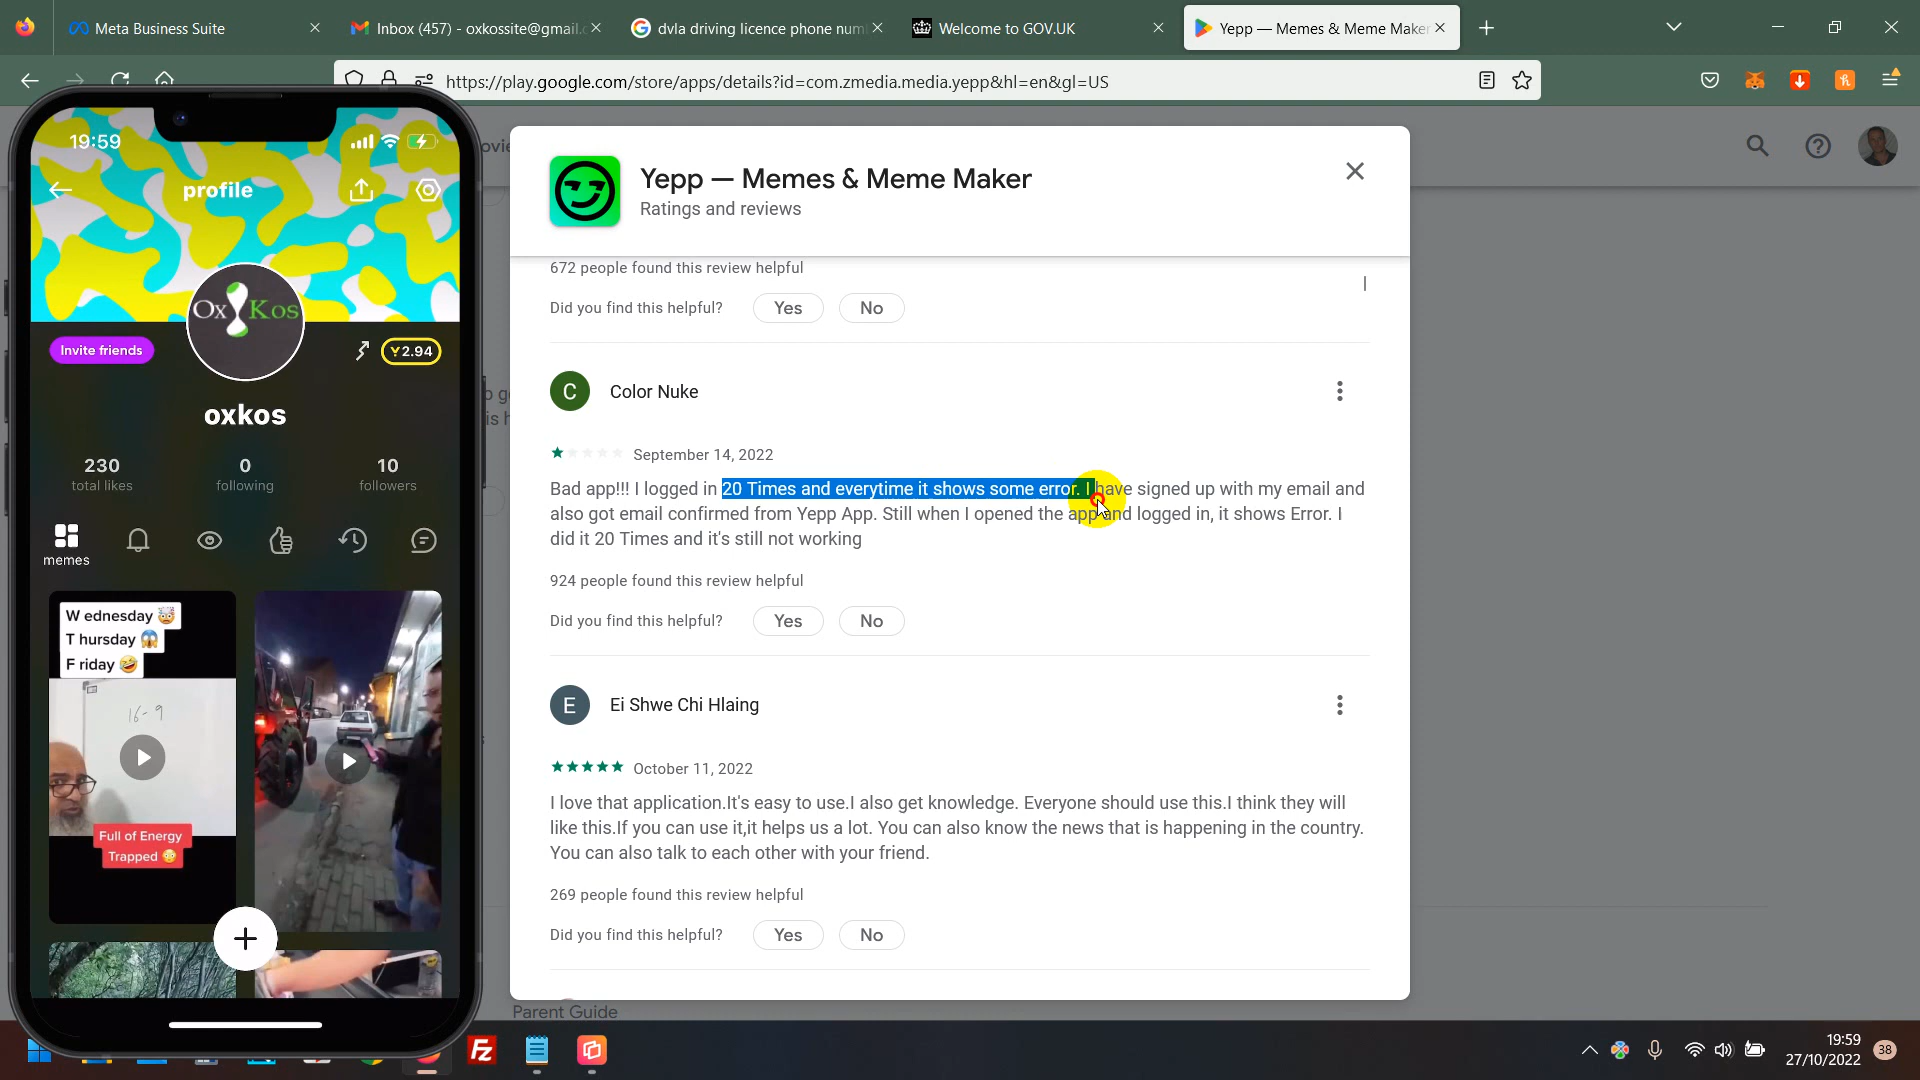 Meta Business Suite
Inbox (457) - oxkossite@gmail.c
dvla driving licence phone num
Welcome to GOV.UK
Yepp — Memes & Meme Maker
https://play.google.com/store/apps/details?id=com.zmedia.media.yepp&hl=en&gl=US
19:59
profile
Ox Kos
Invite friends
2.94
oxkos
230
total likes
0
following
10
followers
memes
W ednesday 🤯
T hursday 😱
F riday 🤣
16-9
Full of Energy
Trapped 😳
Yepp — Memes & Meme Maker
Ratings and reviews
672 people found this review helpful
Did you find this helpful? Yes No
C Color Nuke
September 14, 2022
Bad app!!! I logged in 20 Times and everytime it shows some error. I have signed up with my email and
also got email confirmed from Yepp App. Still when I opened the app and logged in, it shows Error. I
did it 20 Times and it's still not working
924 people found this review helpful
Did you find this helpful? Yes No
E Ei Shwe Chi Hlaing
October 11, 2022
I love that application.It's easy to use.I also get knowledge. Everyone should use this.I think they will
like this.If you can use it,it helps us a lot. You can also know the news that is happening in the country.
You can also talk to each other with your friend.
269 people found this review helpful
Did you find this helpful? Yes No
Parent Guide
Fz
19:59
27/10/2022
38